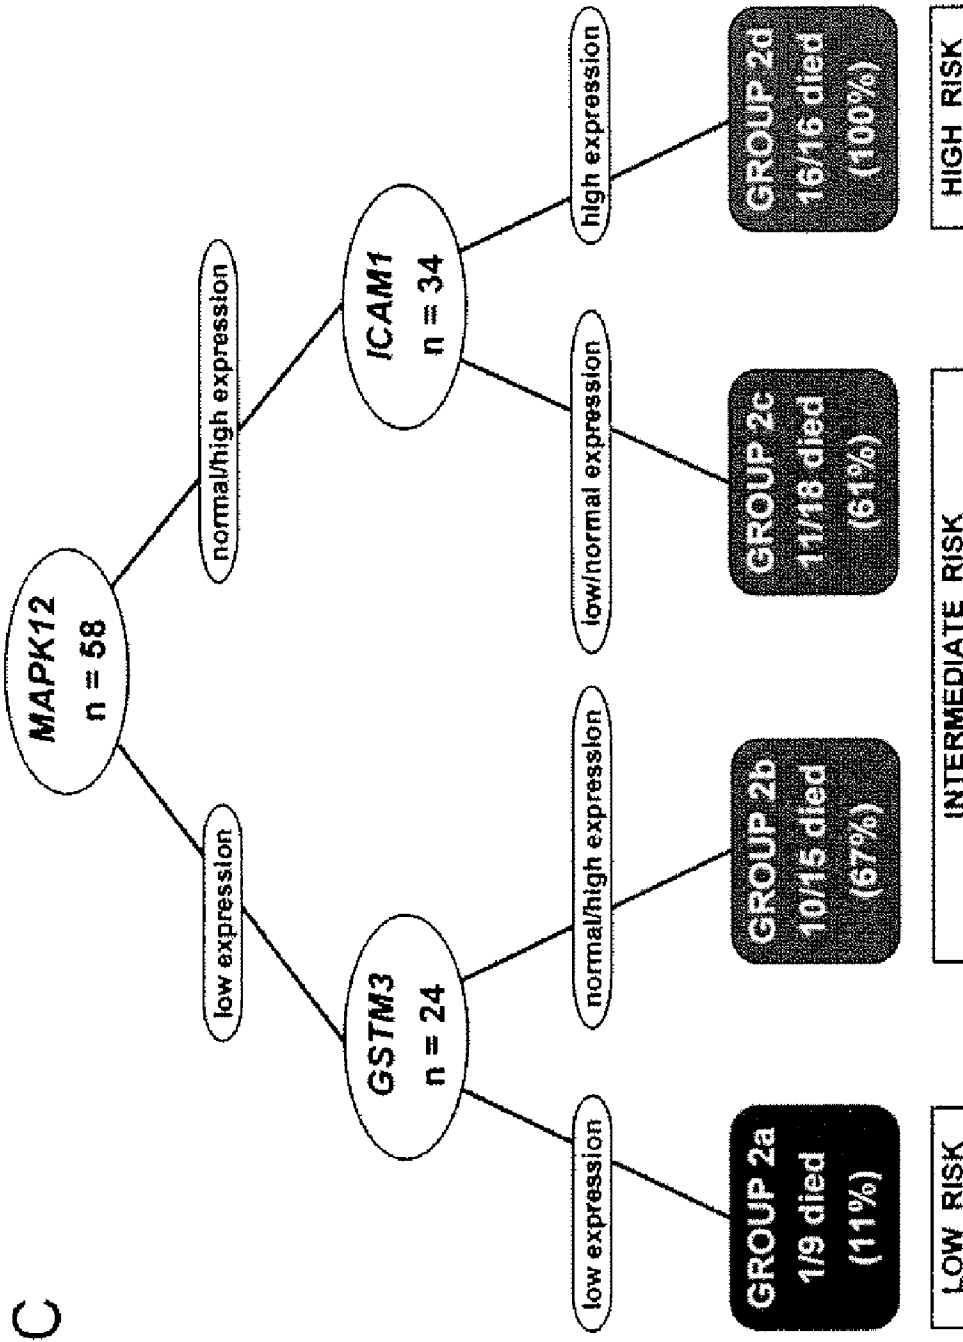 C
MAPK12
n = 58
low expression
normal/high expression
GSTM3
n = 24
ICAM1
n = 34
low expression
normal/high expression
low/normal expression
high expression
GROUP 2a
1/9 died
(11%)
GROUP 2b
10/15 died
(67%)
GROUP 2c
11/18 died
(61%)
GROUP 2d
16/16 died
(100%)
LOW RISK
INTERMEDIATE RISK
HIGH RISK